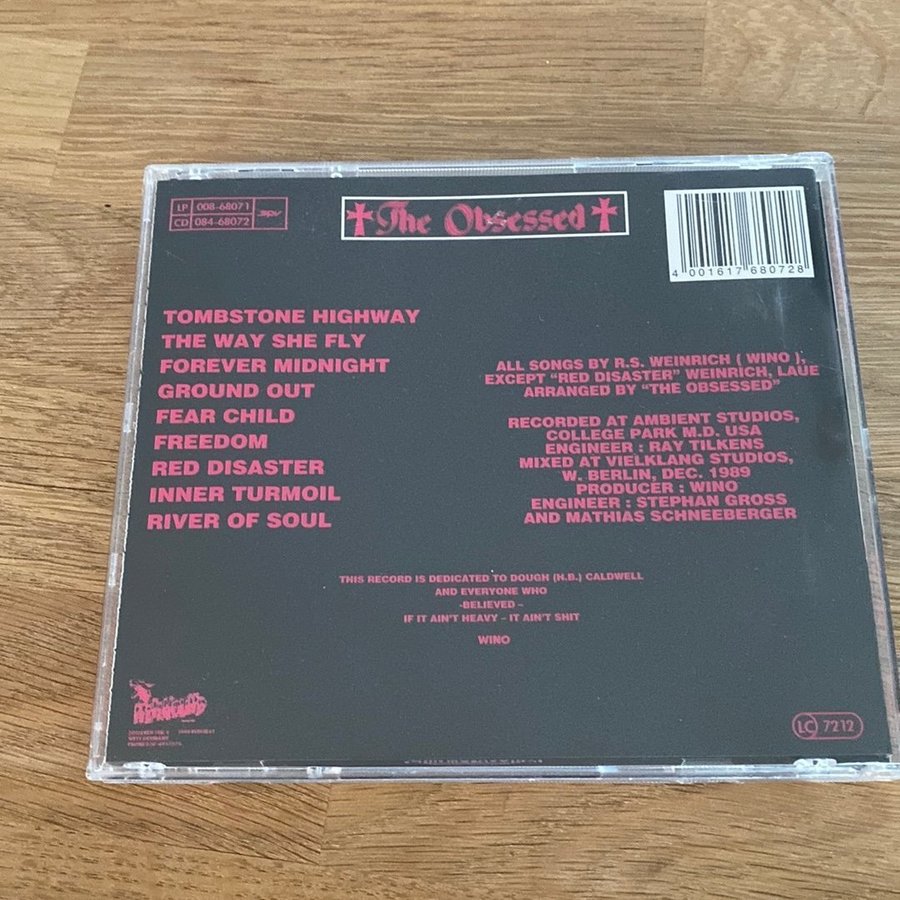 LP 008-68071
CD 084-68072
SPV
The Obsessed
4 001617 680728
TOMBSTONE HIGHWAY
THE WAY SHE FLY
FOREVER MIDNIGHT
GROUND OUT
FEAR CHILD
FREEDOM
RED DISASTER
INNER TURMOIL
RIVER OF SOUL
ALL SONGS BY R.S. WEINRICH ( WINO ),
EXCEPT "RED DISASTER" WEINRICH, LAUE
ARRANGED BY "THE OBSESSED"
RECORDED AT AMBIENT STUDIOS,
COLLEGE PARK M.D. USA
ENGINEER : RAY TILKENS
MIXED AT VIELKLANG STUDIOS,
W. BERLIN, DEC. 1989
PRODUCER : WINO
ENGINEER : STEPHAN GROSS
AND MATHIAS SCHNEEBERGER
THIS RECORD IS DEDICATED TO DOUGH (H.B.) CALDWELL
AND EVERYONE WHO
-BELIEVED –
IF IT AIN'T HEAVY – IT AIN'T SHIT
WINO
LC 7212